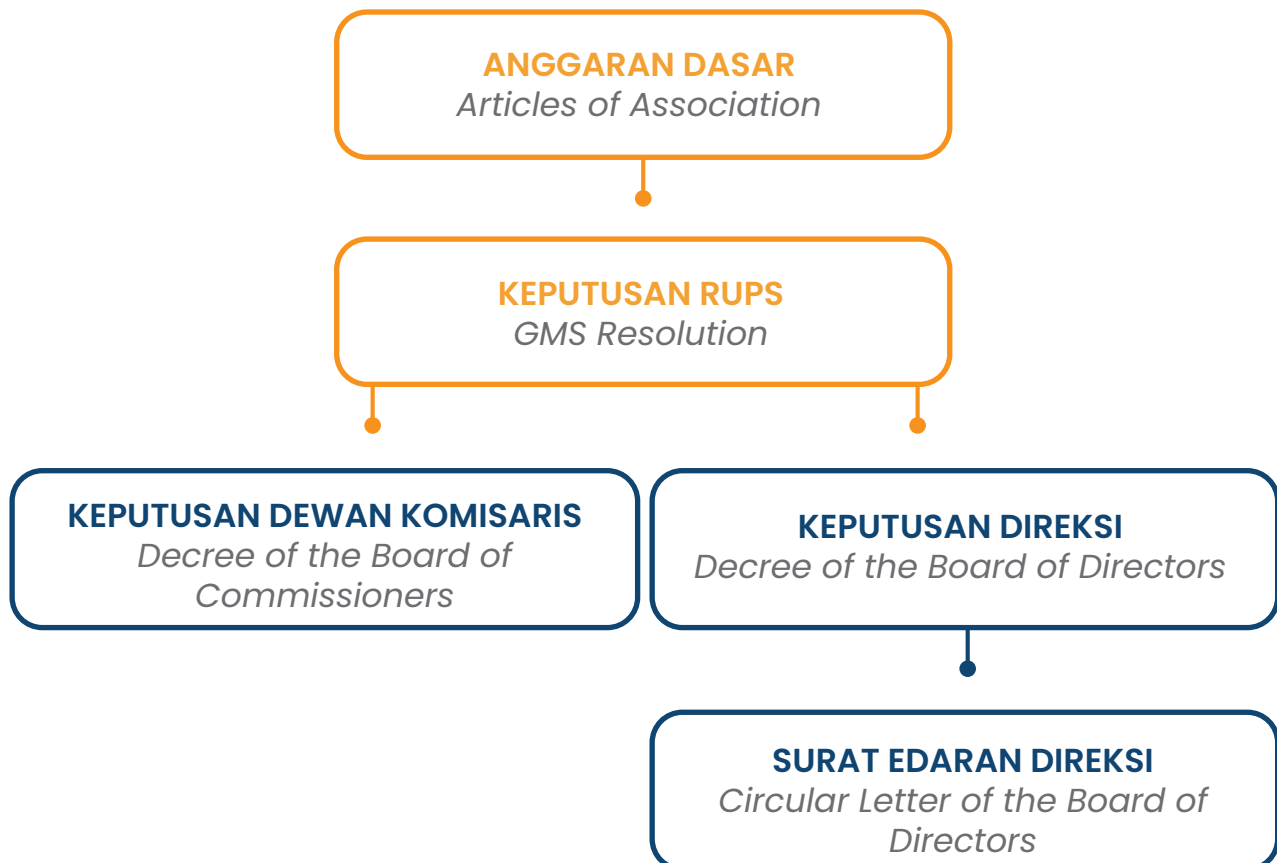 ANGGARAN DASAR
Articles of Association
KEPUTUSAN RUPS
GMS Resolution
KEPUTUSAN DEWAN KOMISARIS
Decree of the Board of
Commissioners
KEPUTUSAN DIREKSI
Decree of the Board of Directors
SURAT EDARAN DIREKSI
Circular Letter of the Board of
Directors